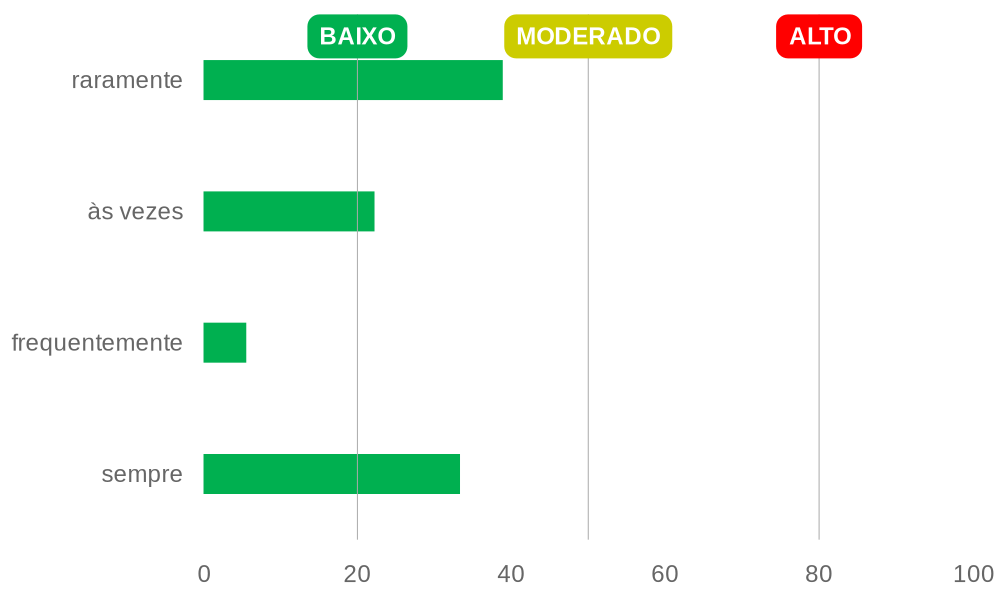 BAIXO MODERADO ALTO
raramente
às vezes
frequentemente
sempre
0 20 40 60 80 100